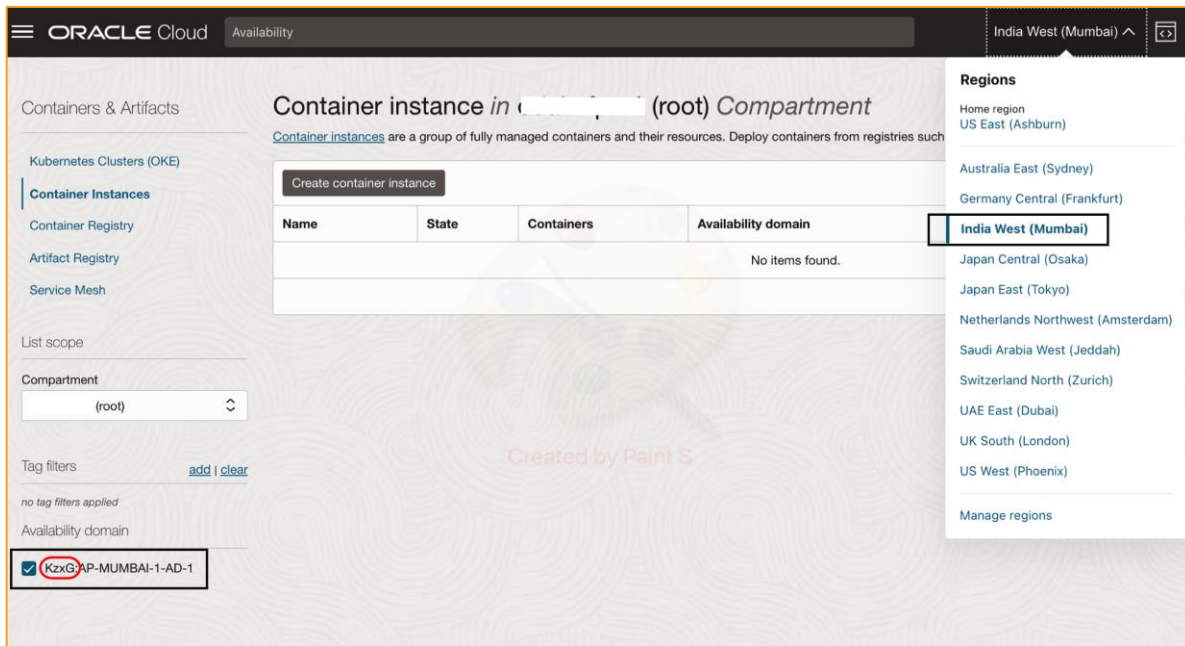 ORACLE Cloud
Availability
India West (Mumbai)
Containers & Artifacts
Kubernetes Clusters (OKE)
Container Instances
Container Registry
Artifact Registry
Service Mesh
List scope
Compartment
(root)
Tag filters
add | clear
no tag filters applied
Availability domain
KzxG:AP-MUMBAI-1-AD-1
Container instance in (root) Compartment
Container instances are a group of fully managed containers and their resources. Deploy containers from registries such
Create container instance
Name State Containers Availability domain
No items found.
Created by Paint S
Regions
Home region
US East (Ashburn)
Australia East (Sydney)
Germany Central (Frankfurt)
India West (Mumbai)
Japan Central (Osaka)
Japan East (Tokyo)
Netherlands Northwest (Amsterdam)
Saudi Arabia West (Jeddah)
Switzerland North (Zurich)
UAE East (Dubai)
UK South (London)
US West (Phoenix)
Manage regions